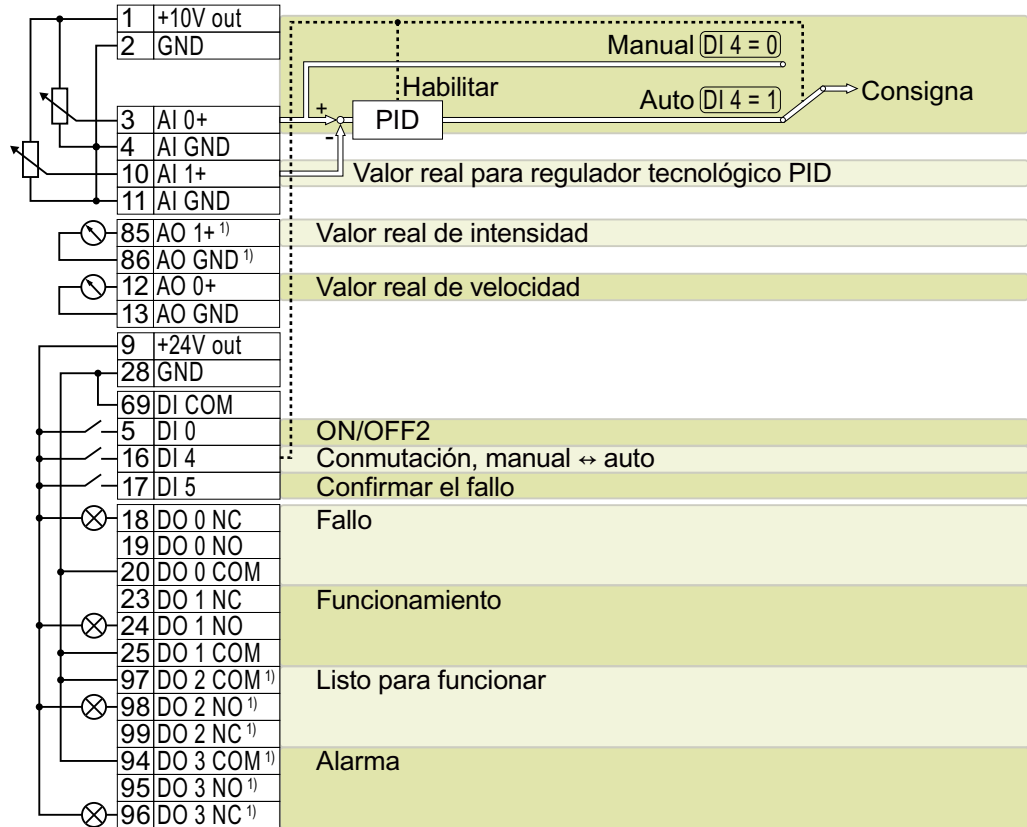 1 +10V out
2 GND
Manual DI 4 = 0
Habilitar
Auto DI 4 = 1
Consigna
3 AI 0+
+
PID
-
4 AI GND
10 AI 1+ Valor real para regulador tecnológico PID
11 AI GND
85 AO 1+ 1) Valor real de intensidad
86 AO GND 1)
12 AO 0+ Valor real de velocidad
13 AO GND
9 +24V out
28 GND
69 DI COM
5 DI 0 ON/OFF2
16 DI 4 Conmutación, manual ↔ auto
17 DI 5 Confirmar el fallo
18 DO 0 NC Fallo
19 DO 0 NO
20 DO 0 COM
23 DO 1 NC Funcionamiento
24 DO 1 NO
25 DO 1 COM
97 DO 2 COM 1) Listo para funcionar
98 DO 2 NO 1)
99 DO 2 NC 1)
94 DO 3 COM 1) Alarma
95 DO 3 NO 1)
96 DO 3 NC 1)